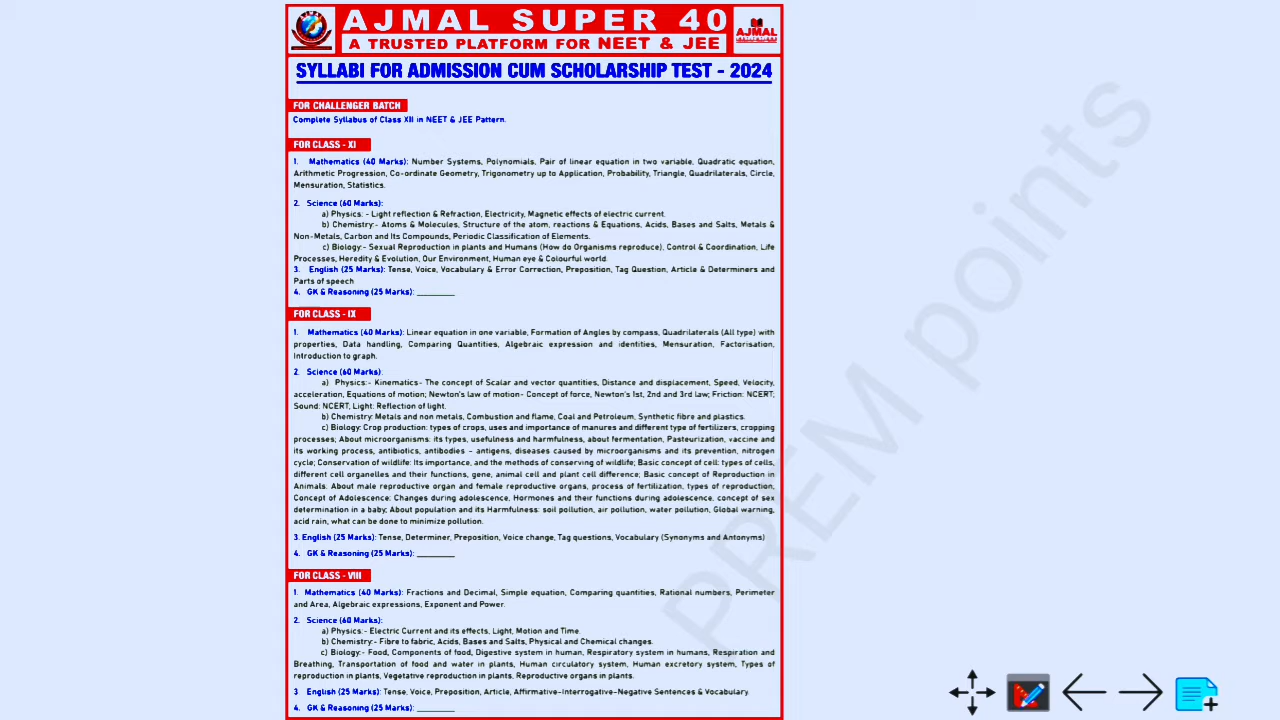 AJMAL SUPER 40
A TRUSTED PLATFORM FOR NEET & JEE
AJMAL
SYLLABI FOR ADMISSION CUM SCHOLARSHIP TEST - 2024
FOR CHALLENGER BATCH
Complete Syllabus of Class XII in NEET & JEE Pattern.
FOR CLASS - XI
1. Mathematics (40 Marks): Number Systems, Polynomials, Pair of linear equation in two variable, Quadratic equation,
Arithmetic Progression, Co-ordinate Geometry, Trigonometry up to Application, Probability, Triangle, Quadrilaterals, Circle,
Mensuration, Statistics.
2. Science (60 Marks):
a) Physics: - Light reflection & Refraction, Electricity, Magnetic effects of electric current.
b) Chemistry:- Atoms & Molecules, Structure of the atom, reactions & Equations, Acids, Bases and Salts, Metals &
Non-Metals, Carbon and Its Compounds, Periodic Classification of Elements.
c) Biology:- Sexual Reproduction in plants and Humans (How do Organisms reproduce), Control & Coordination, Life
Processes, Heredity & Evolution, Our Environment, Human eye & Colourful world.
3. English (25 Marks): Tense, Voice, Vocabulary & Error Correction, Preposition, Tag Question, Article & Determiners and
Parts of speech
4. GK & Reasoning (25 Marks): ________
FOR CLASS - IX
1. Mathematics (40 Marks): Linear equation in one variable, Formation of Angles by compass, Quadrilaterals (All type) with
properties, Data handling, Comparing Quantities, Algebraic expression and identities, Mensuration, Factorisation,
Introduction to graph.
2. Science (60 Marks):
a) Physics:- Kinematics- The concept of Scalar and vector quantities, Distance and displacement, Speed, Velocity,
acceleration, Equations of motion; Newton's law of motion- Concept of force, Newton's 1st, 2nd and 3rd law; Friction: NCERT;
Sound: NCERT, Light: Reflection of light.
b) Chemistry: Metals and non metals, Combustion and flame, Coal and Petroleum, Synthetic fibre and plastics.
c) Biology: Crop production: types of crops, uses and importance of manures and different type of fertilizers, cropping
processes; About microorganisms: its types, usefulness and harmfulness, about fermentation, Pasteurization, vaccine and
its working process, antibiotics, antibodies - antigens, diseases caused by microorganisms and its prevention, nitrogen
cycle; Conservation of wildlife: Its importance, and the methods of conserving of wildlife; Basic concept of cell: types of cells,
different cell organelles and their functions, gene, animal cell and plant cell difference; Basic concept of Reproduction in
Animals: About male reproductive organ and female reproductive organs, process of fertilization, types of reproduction,
Concept of Adolescence: Changes during adolescence, Hormones and their functions during adolescence, concept of sex
determination in a baby; About population and its Harmfulness: soil pollution, air pollution, water pollution, Global warning,
acid rain, what can be done to minimize pollution.
3. English (25 Marks): Tense, Determiner, Preposition, Voice change, Tag questions, Vocabulary (Synonyms and Antonyms)
4. GK & Reasoning (25 Marks): ________
FOR CLASS - VIII
1. Mathematics (40 Marks): Fractions and Decimal, Simple equation, Comparing quantities, Rational numbers, Perimeter
and Area, Algebraic expressions, Exponent and Power.
2. Science (60 Marks):
a) Physics:- Electric Current and its effects, Light, Motion and Time.
b) Chemistry:- Fibre to fabric, Acids, Bases and Salts, Physical and Chemical changes.
c) Biology:- Food, Components of food, Digestive system in human, Respiratory system in humans, Respiration and
Breathing, Transportation of food and water in plants, Human circulatory system, Human excretory system, Types of
reproduction in plants, Vegetative reproduction in plants, Reproductive organs in plants.
3 English (25 Marks): Tense, Voice, Preposition, Article, Affirmative-Interrogative-Negative Sentences & Vocabulary.
4. GK & Reasoning (25 Marks): ________
PREM points